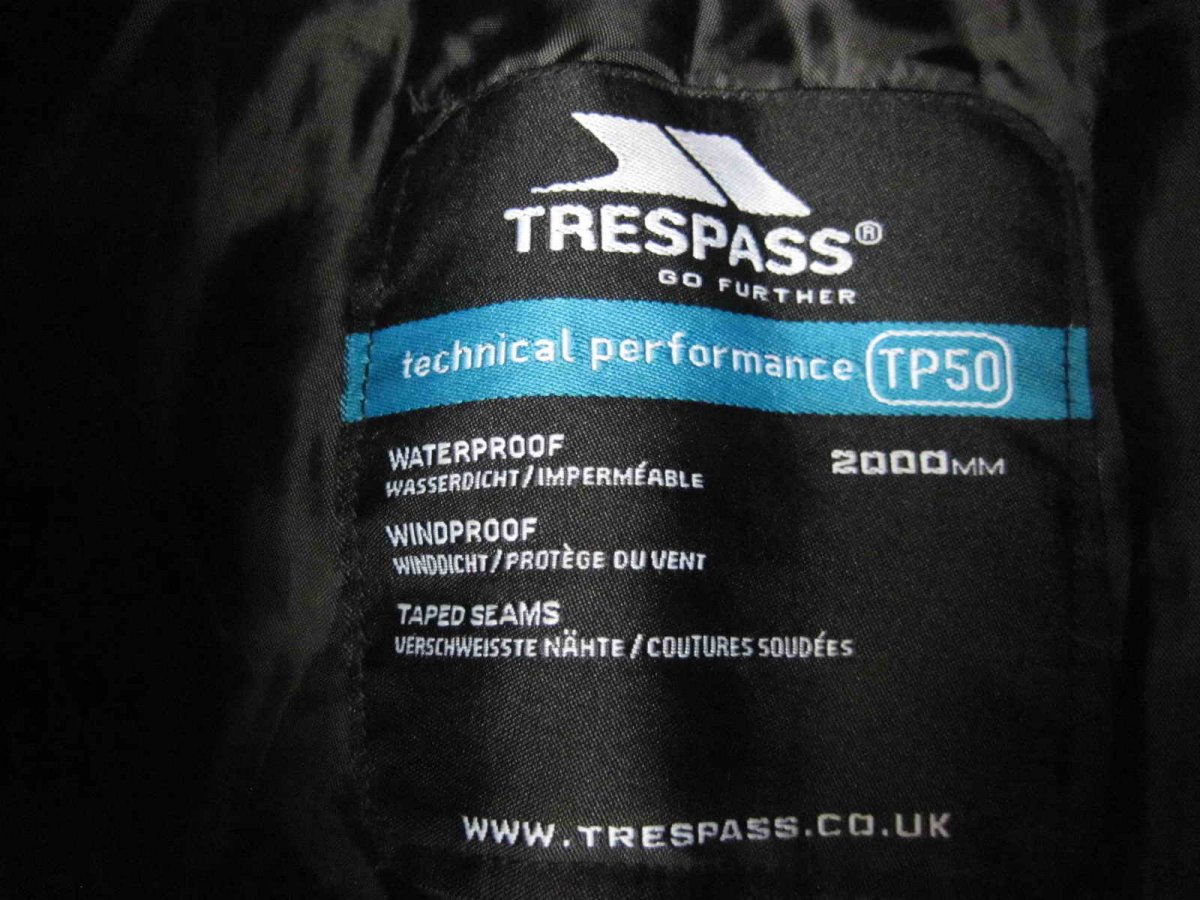 TRESPASS®
GO FURTHER
technical performance TP50
WATERPROOF 2000MM
WASSERDICHT/IMPERMÉABLE
WINDPROOF
WINDDICHT/PROTÈGE DU VENT
TAPED SEAMS
VERSCHWEISSTE NÄHTE/COUTURES SOUDÉES
WWW.TRESPASS.CO.UK